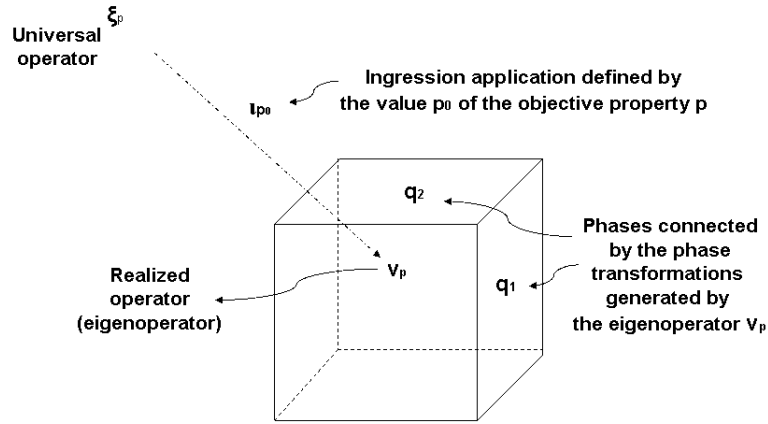 ξp
Universal
operator
Ingression application defined by
the value p₀ of the objective property p
ιp₀
q₂
Phases connected
by the phase
transformations
generated by
the eigenoperator vₚ
vₚ
q₁
Realized
operator
(eigenoperator)